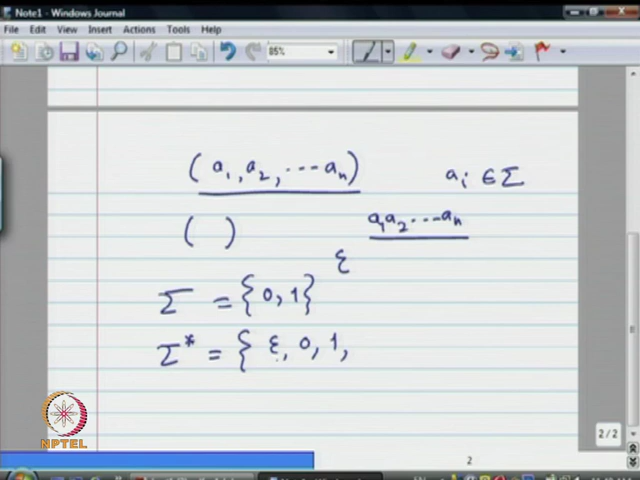 Note1 - Windows Journal
File Edit View Insert Actions Tools Help
85%
(a₁, a₂, ---aₙ) aᵢ ∈ Σ
( ) a₁a₂---aₙ
ε
Σ = {0, 1}
Σ* = { ε, 0, 1,
NPTEL
2/2
2